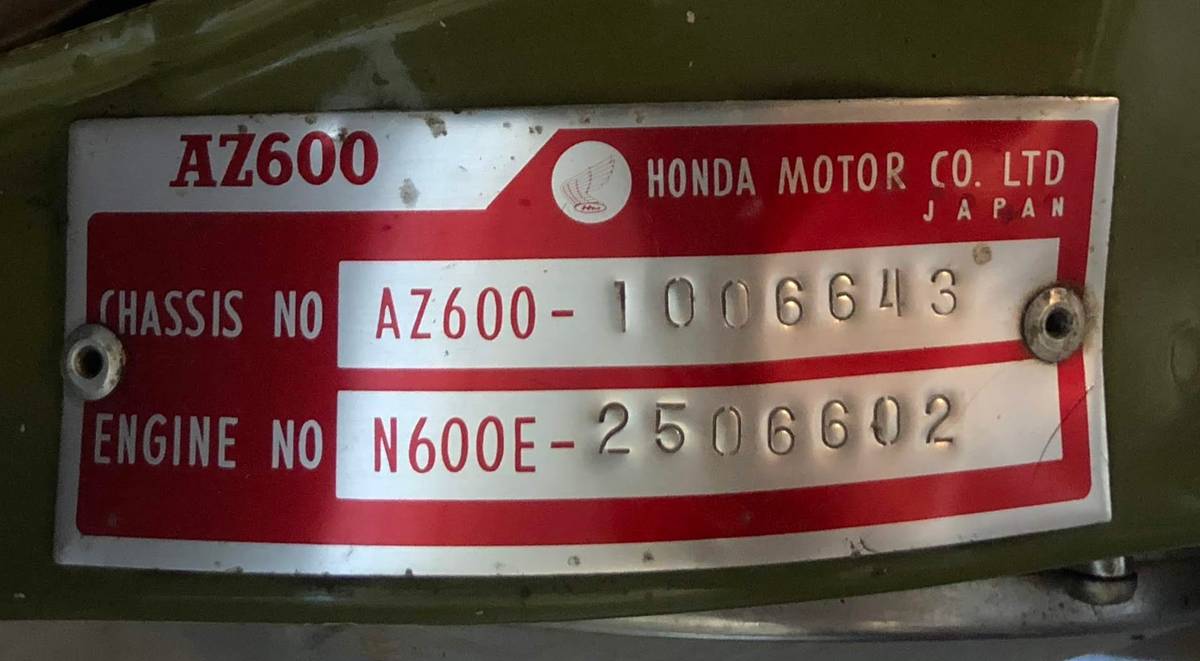 AZ600
HONDA MOTOR CO. LTD
JAPAN
CHASSIS NO AZ600-1006643
ENGINE NO N600E-2506602